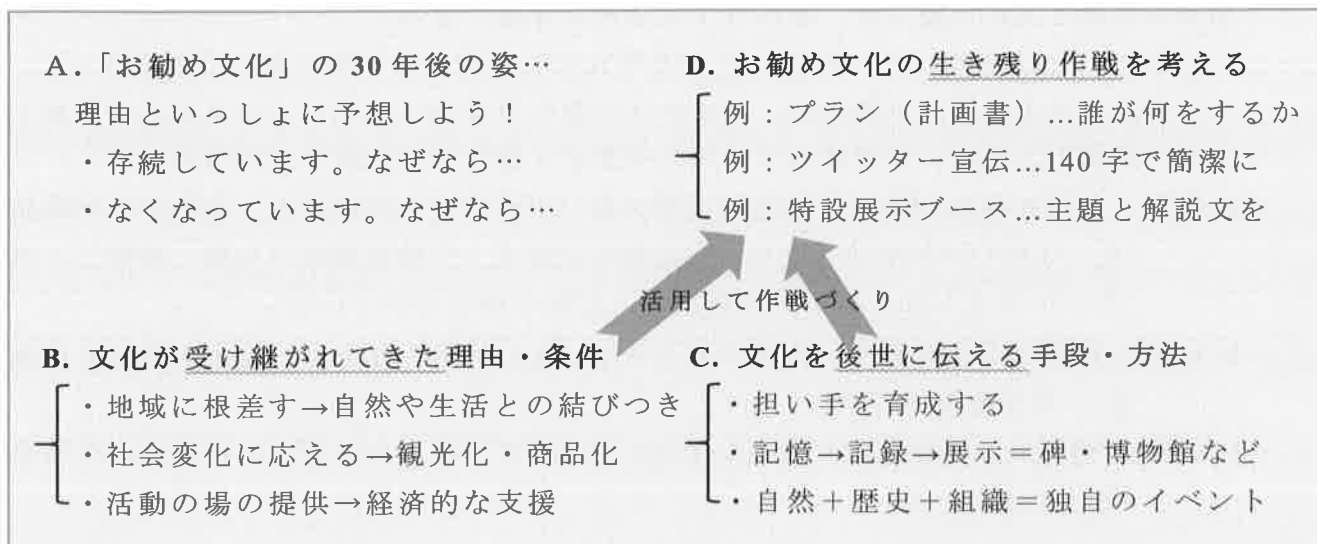 A.「お勧め文化」の 30 年後の姿…
理由といっしょに予想しよう！
・存続しています。なぜなら…
・なくなっています。なぜなら…
D. お勧め文化の生き残り作戦を考える
例：プラン（計画書）…誰が何をするか
例：ツイッター宣伝…140 字で簡潔に
例：特設展示ブース…主題と解説文を
活用して作戦づくり
B. 文化が受け継がれてきた理由・条件
・地域に根差す→自然や生活との結びつき
・社会変化に応える→観光化・商品化
・活動の場の提供→経済的な支援
C. 文化を後世に伝える手段・方法
・担い手を育成する
・記憶→記録→展示＝碑・博物館など
・自然＋歴史＋組織＝独自のイベント